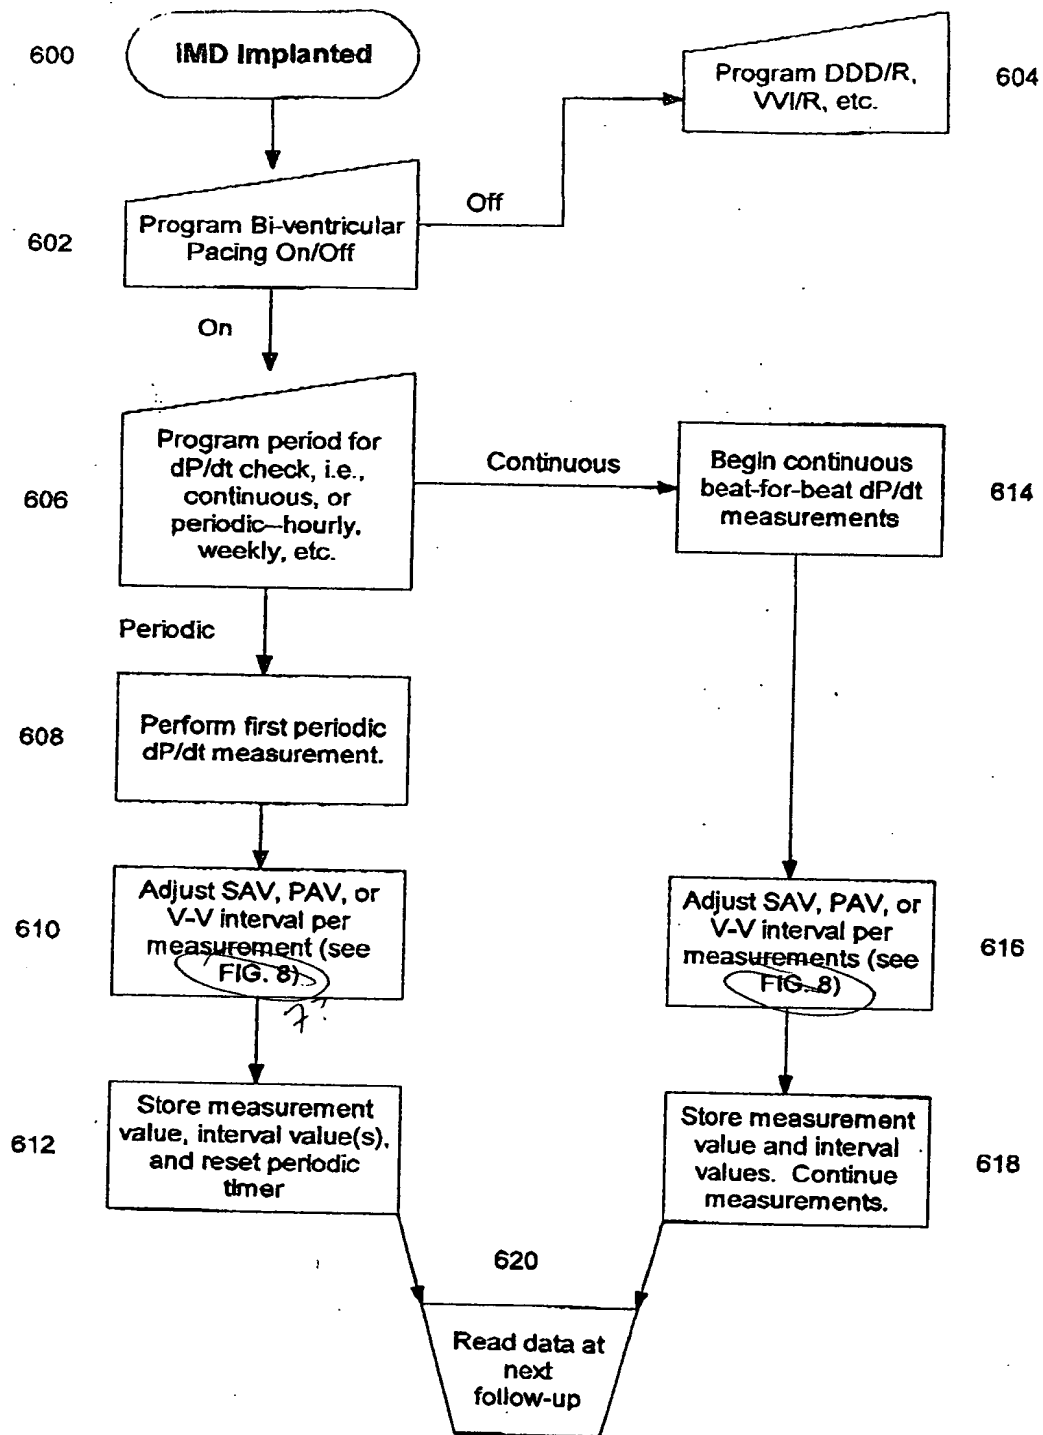 600
IMD Implanted
Program DDD/R,
VVI/R, etc.
604
602
Program Bi-ventricular
Pacing On/Off
Off
On
606
Program period for
dP/dt check, i.e.,
continuous, or
periodic--hourly,
weekly, etc.
Continuous
Begin continuous
beat-for-beat dP/dt
measurements
614
Periodic
608
Perform first periodic
dP/dt measurement.
610
Adjust SAV, PAV, or
V-V interval per
measurement (see
FIG. 8)
7?
Adjust SAV, PAV, or
V-V interval per
measurements (see
FIG. 8)
616
612
Store measurement
value, interval value(s),
and reset periodic
timer
Store measurement
value and interval
values. Continue
measurements.
618
620
Read data at
next
follow-up